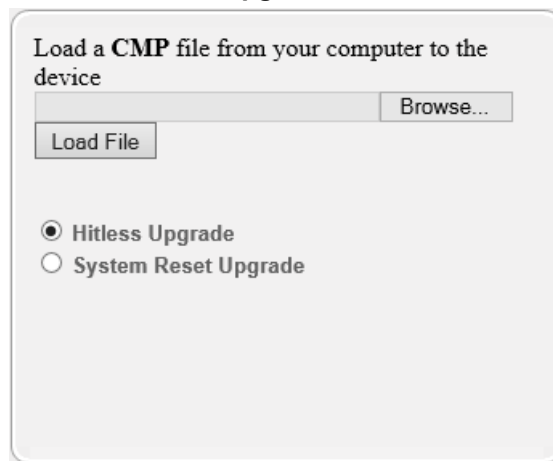 Load a CMP file from your computer to the
device
Browse...
Load File
Hitless Upgrade
System Reset Upgrade